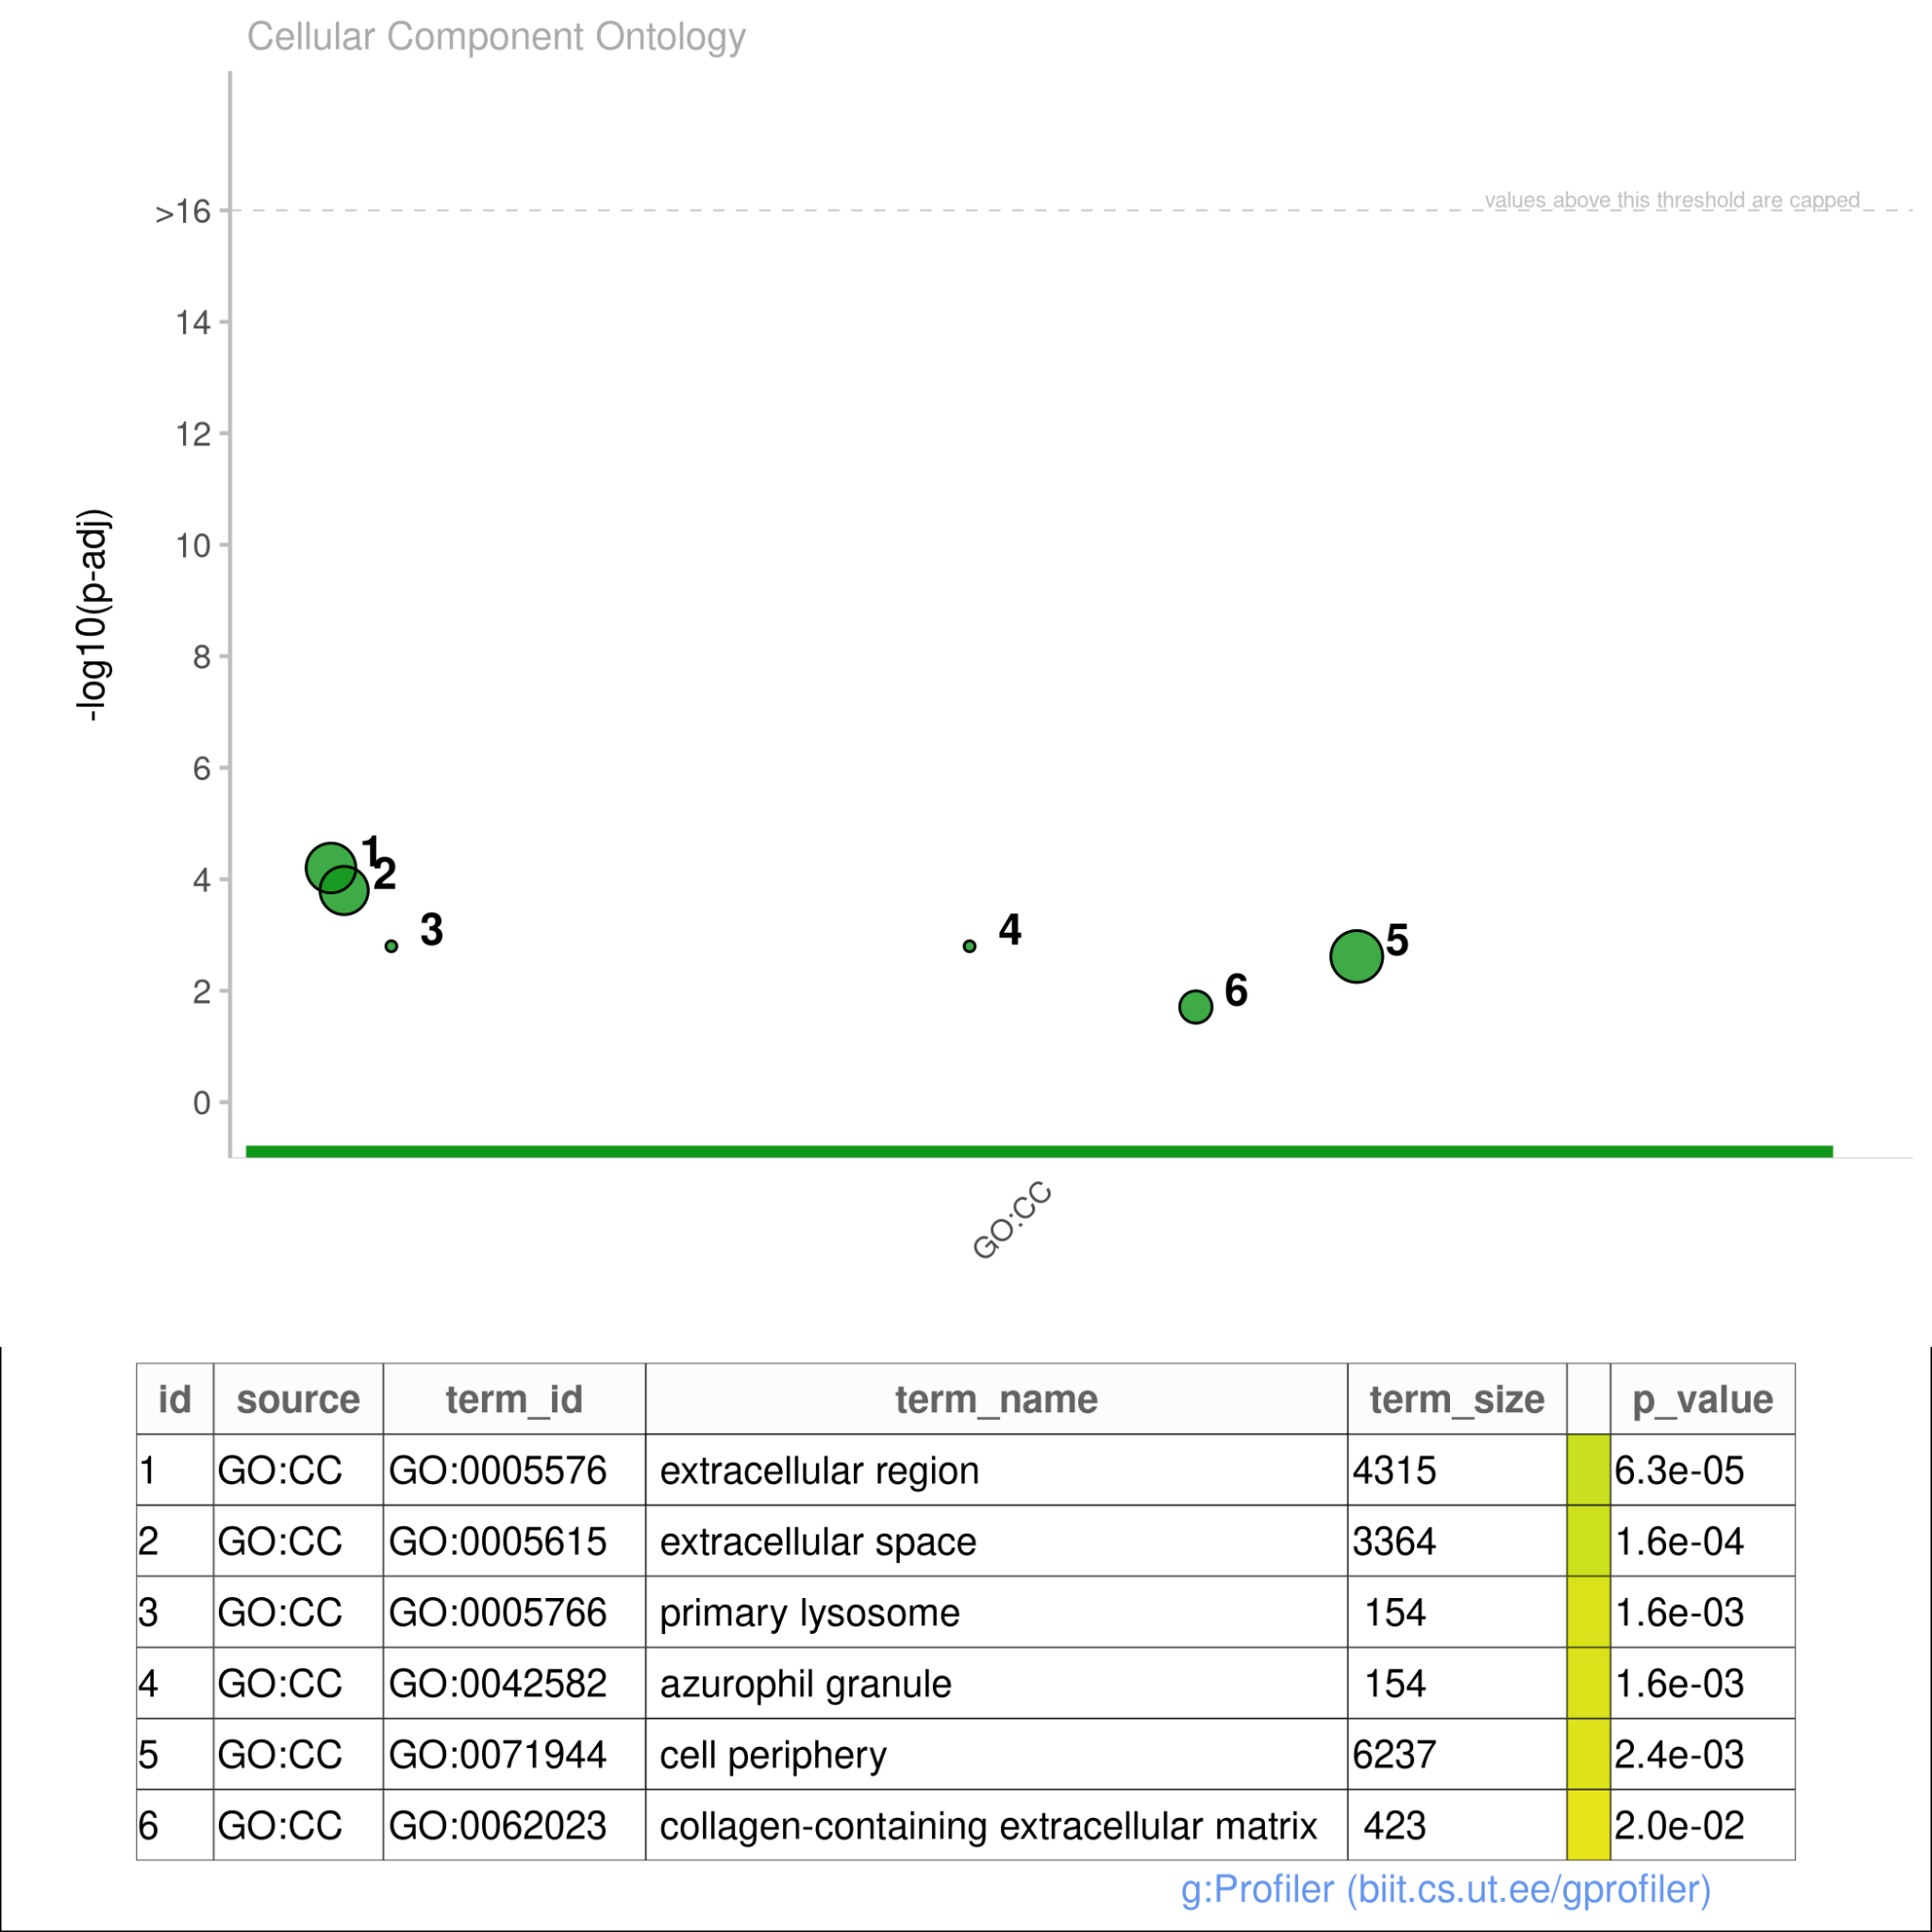 Cellular Component Ontology
values above this threshold are capped
>16
14
12
10
8
6
4
2
0
-log10(p-adj)
1
2
3
4
5
6
GO:CC
id source term_id term_name term_size p_value
1 GO:CC GO:0005576 extracellular region 4315 6.3e-05
2 GO:CC GO:0005615 extracellular space 3364 1.6e-04
3 GO:CC GO:0005766 primary lysosome 154 1.6e-03
4 GO:CC GO:0042582 azurophil granule 154 1.6e-03
5 GO:CC GO:0071944 cell periphery 6237 2.4e-03
6 GO:CC GO:0062023 collagen-containing extracellular matrix 423 2.0e-02
g:Profiler (biit.cs.ut.ee/gprofiler)